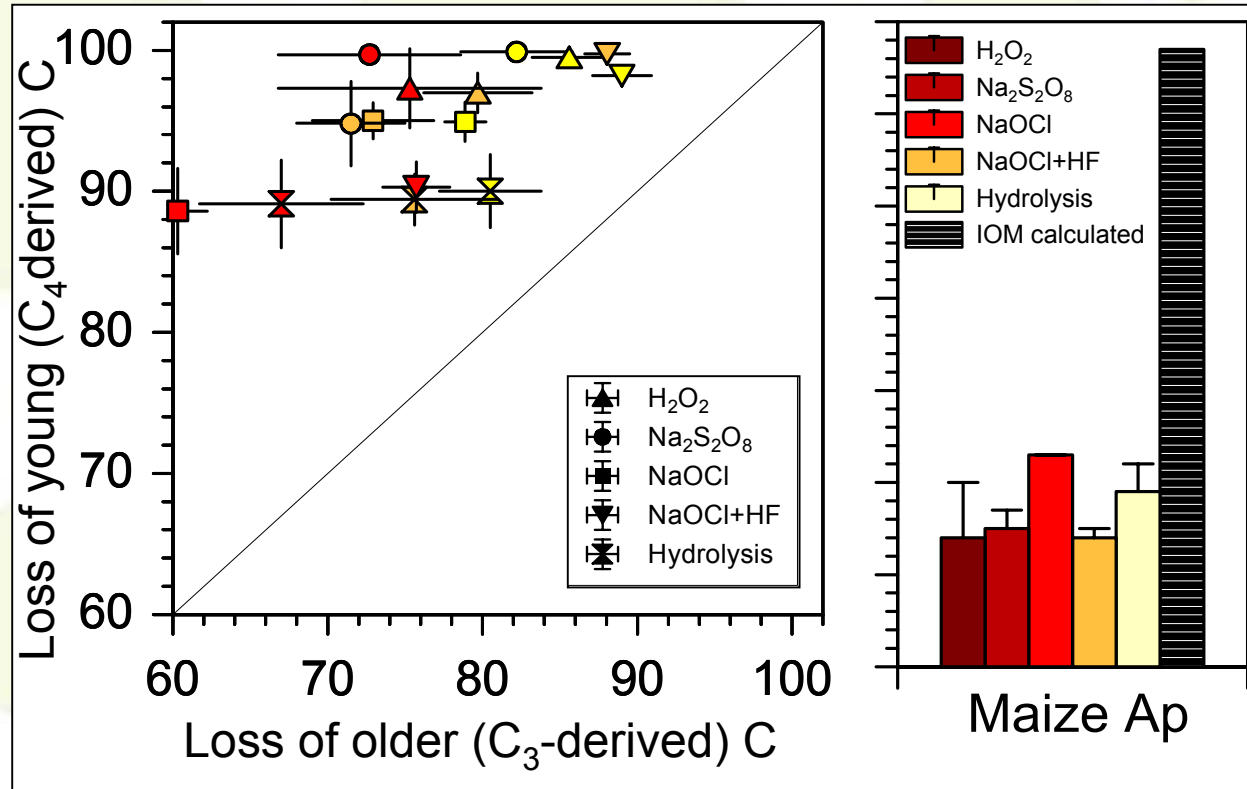 Loss of young (C₄derived) C
100
90
80
70
60
60 70 80 90 100
Loss of older (C₃-derived) C
H₂O₂
Na₂S₂O₈
NaOCl
NaOCl+HF
Hydrolysis
H₂O₂
Na₂S₂O₈
NaOCl
NaOCl+HF
Hydrolysis
IOM calculated
Maize Ap